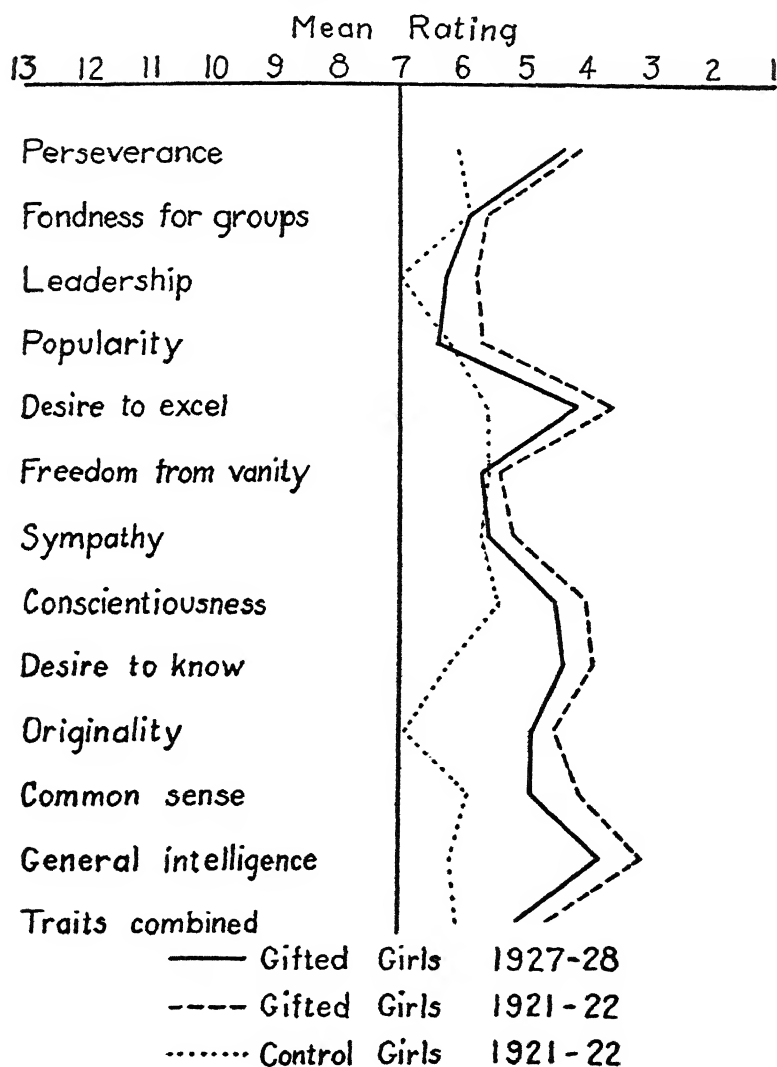 Mean Rating
13 12 11 10 9 8 7 6 5 4 3 2 1
Perseverance
Fondness for groups
Leadership
Popularity
Desire to excel
Freedom from vanity
Sympathy
Conscientiousness
Desire to know
Originality
Common sense
General intelligence
Traits combined
Gifted Girls 1927-28
Gifted Girls 1921-22
Control Girls 1921-22